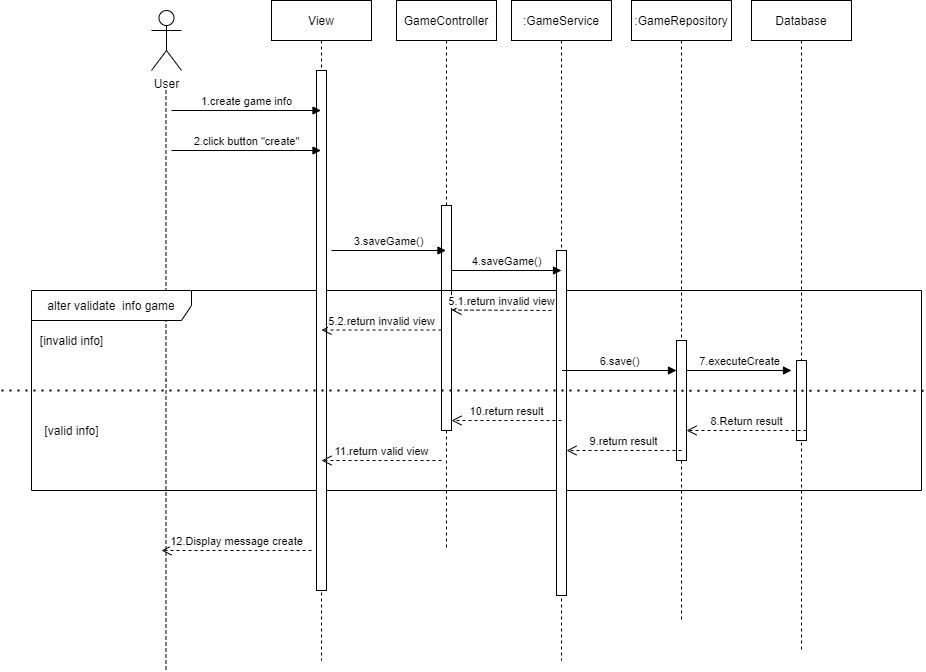 View
GameController
:GameService
:GameRepository
Database
User
1.create game info
2.click button "create"
3.saveGame()
4.saveGame()
alter validate  info game
5.1.return invalid view
5.2.return invalid view
[invalid info]
6.save()
7.executeCreate
10.return result
8.Return result
[valid info]
9.return result
11.return valid view
12.Display message create